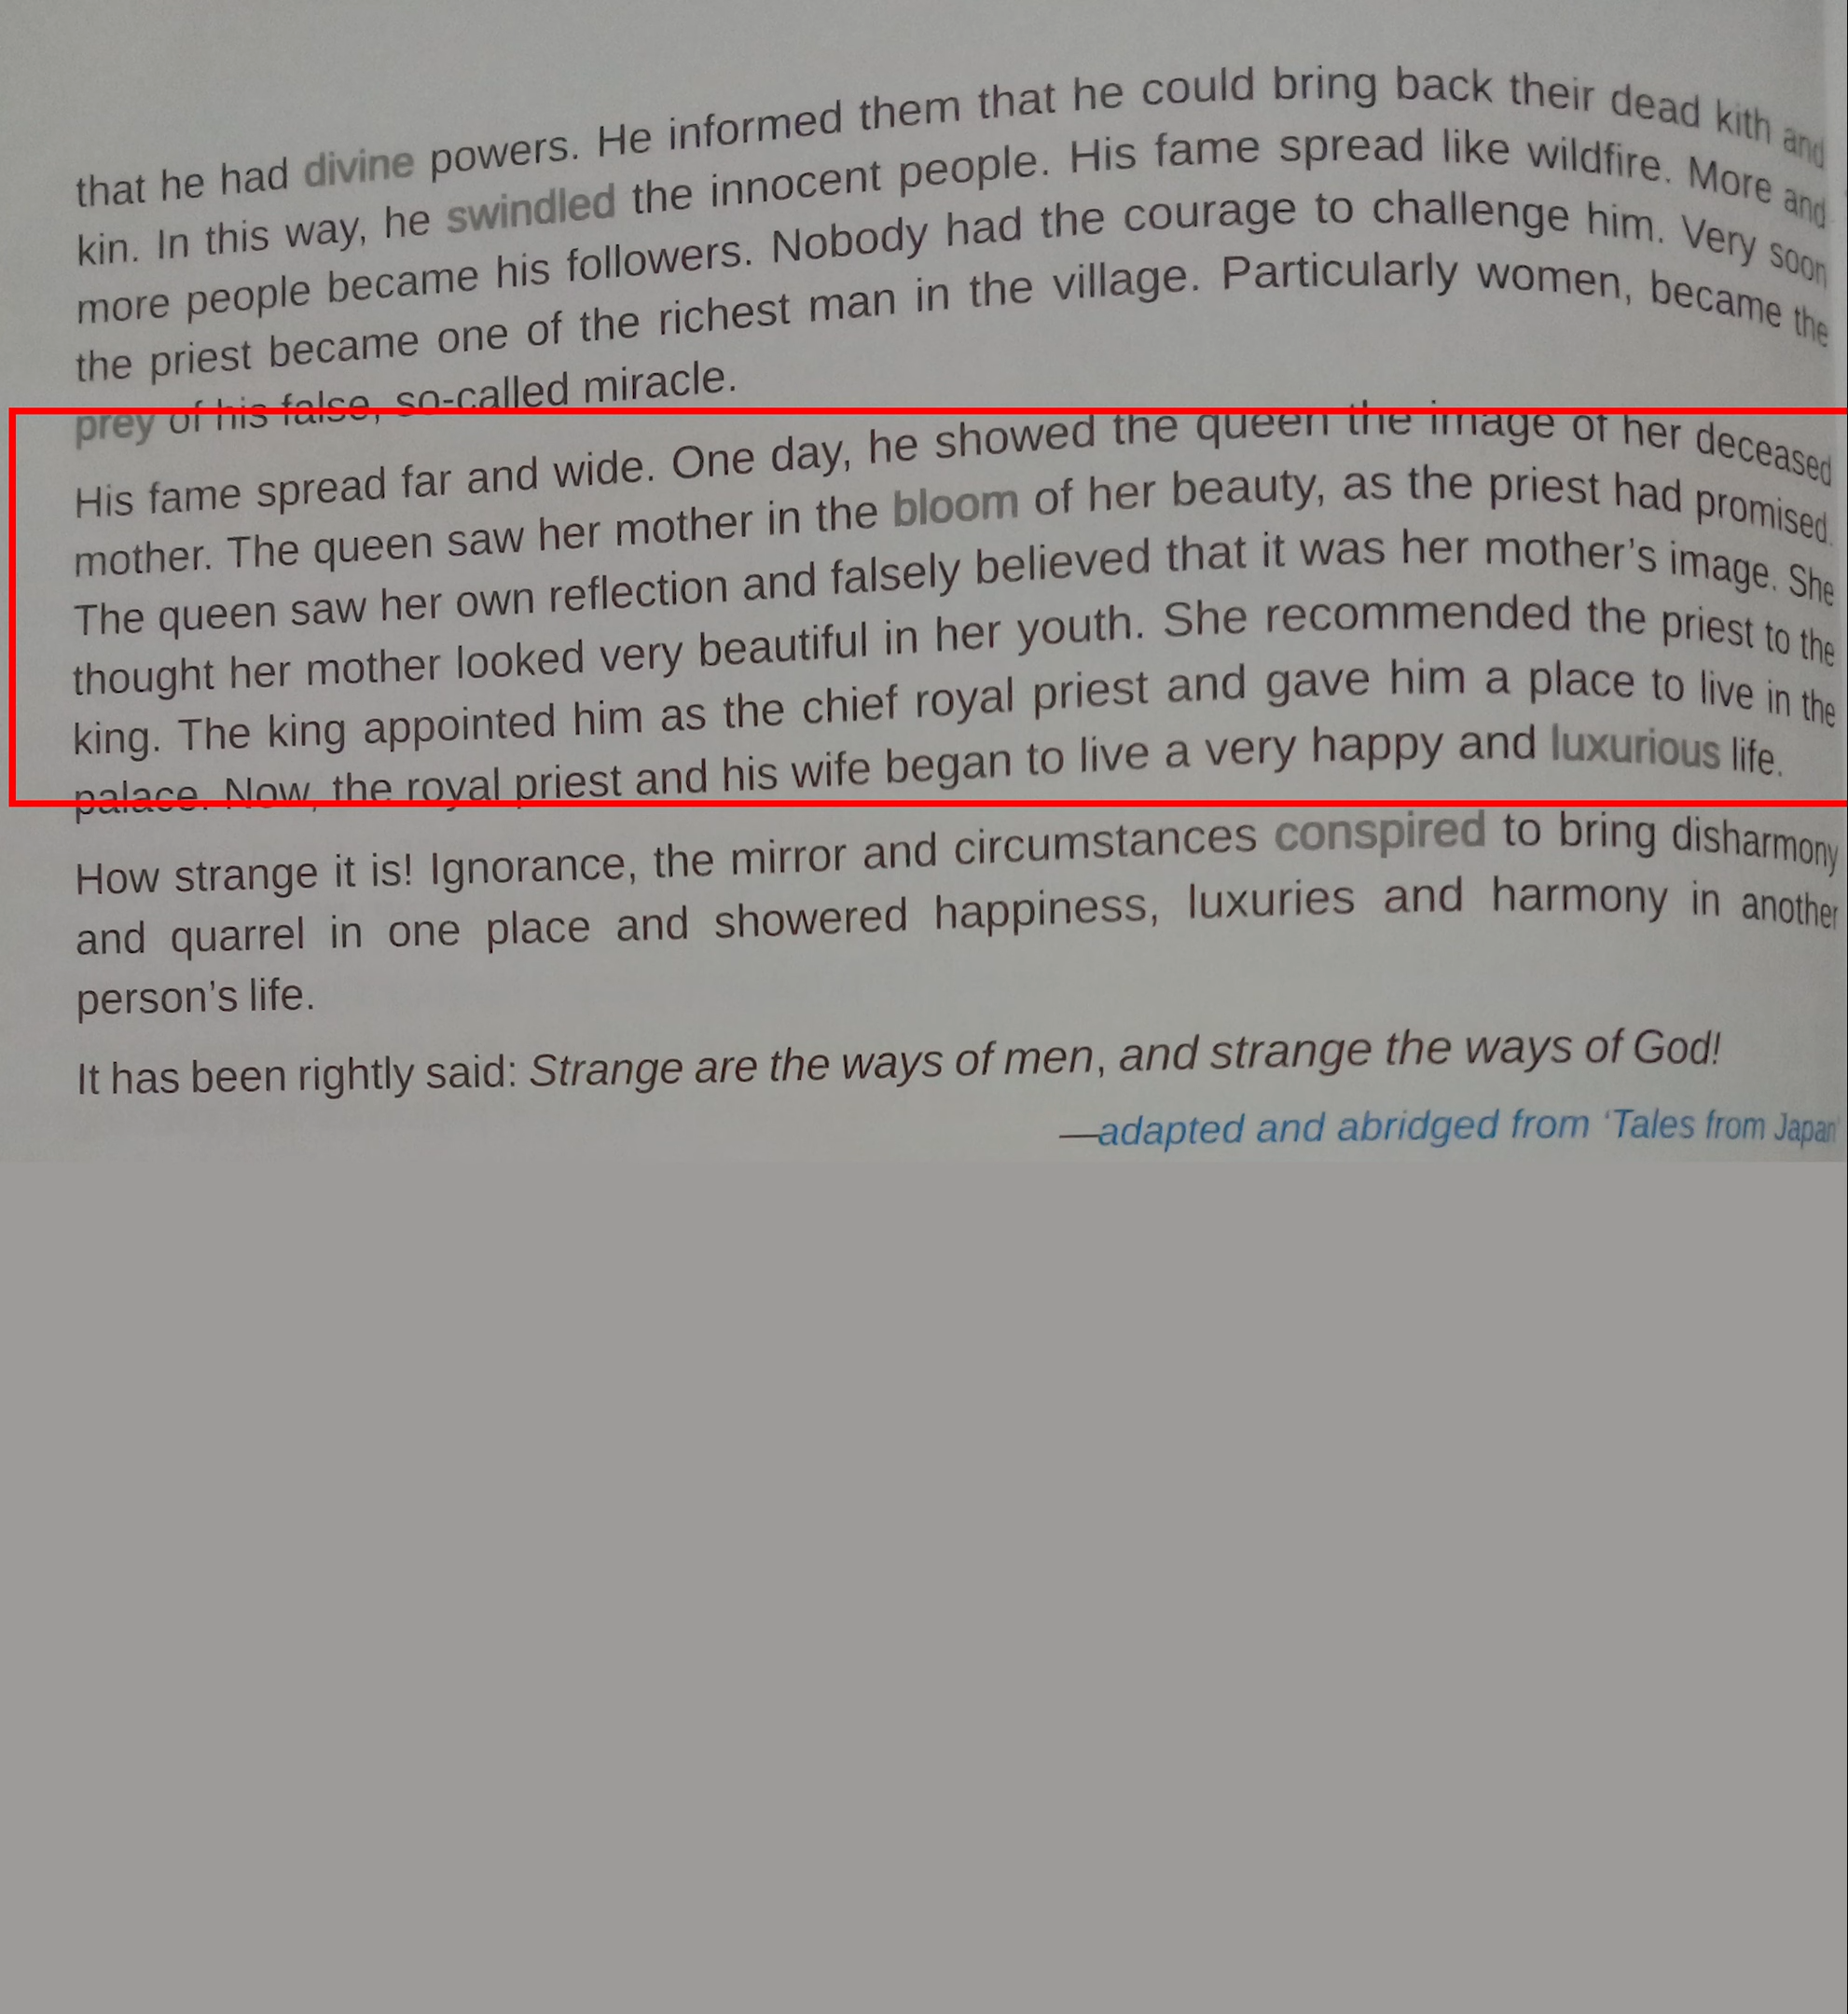 that he had divine powers. He informed them that he could bring back their dead kith and
kin. In this way, he swindled the innocent people. His fame spread like wildfire. More and
more people became his followers. Nobody had the courage to challenge him. Very soon
the priest became one of the richest man in the village. Particularly women, became the
prey of his false, so-called miracle.
His fame spread far and wide. One day, he showed the queen the image of her deceased
mother. The queen saw her mother in the bloom of her beauty, as the priest had promised.
The queen saw her own reflection and falsely believed that it was her mother's image. She
thought her mother looked very beautiful in her youth. She recommended the priest to the
king. The king appointed him as the chief royal priest and gave him a place to live in the
palace. Now, the royal priest and his wife began to live a very happy and luxurious life.
How strange it is! Ignorance, the mirror and circumstances conspired to bring disharmony
and quarrel in one place and showered happiness, luxuries and harmony in another
person's life.
It has been rightly said: Strange are the ways of men, and strange the ways of God!
—adapted and abridged from 'Tales from Japan'